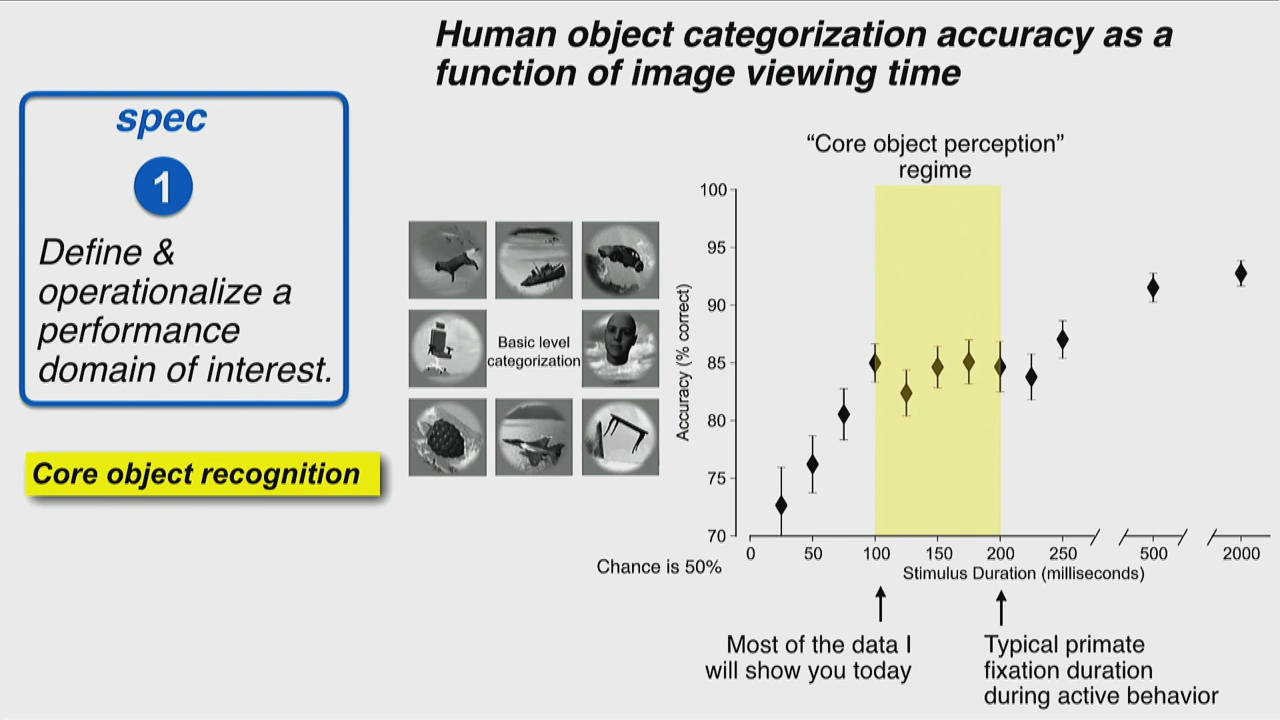 Human object categorization accuracy as a
function of image viewing time
spec
1
Define &
operationalize a
performance
domain of interest.
Core object recognition
Basic level
categorization
“Core object perception”
regime
100
95
90
85
80
75
70
Accuracy (% correct)
0 50 100 150 200 250 500 2000
Stimulus Duration (milliseconds)
Chance is 50%
Most of the data I
will show you today
Typical primate
fixation duration
during active behavior